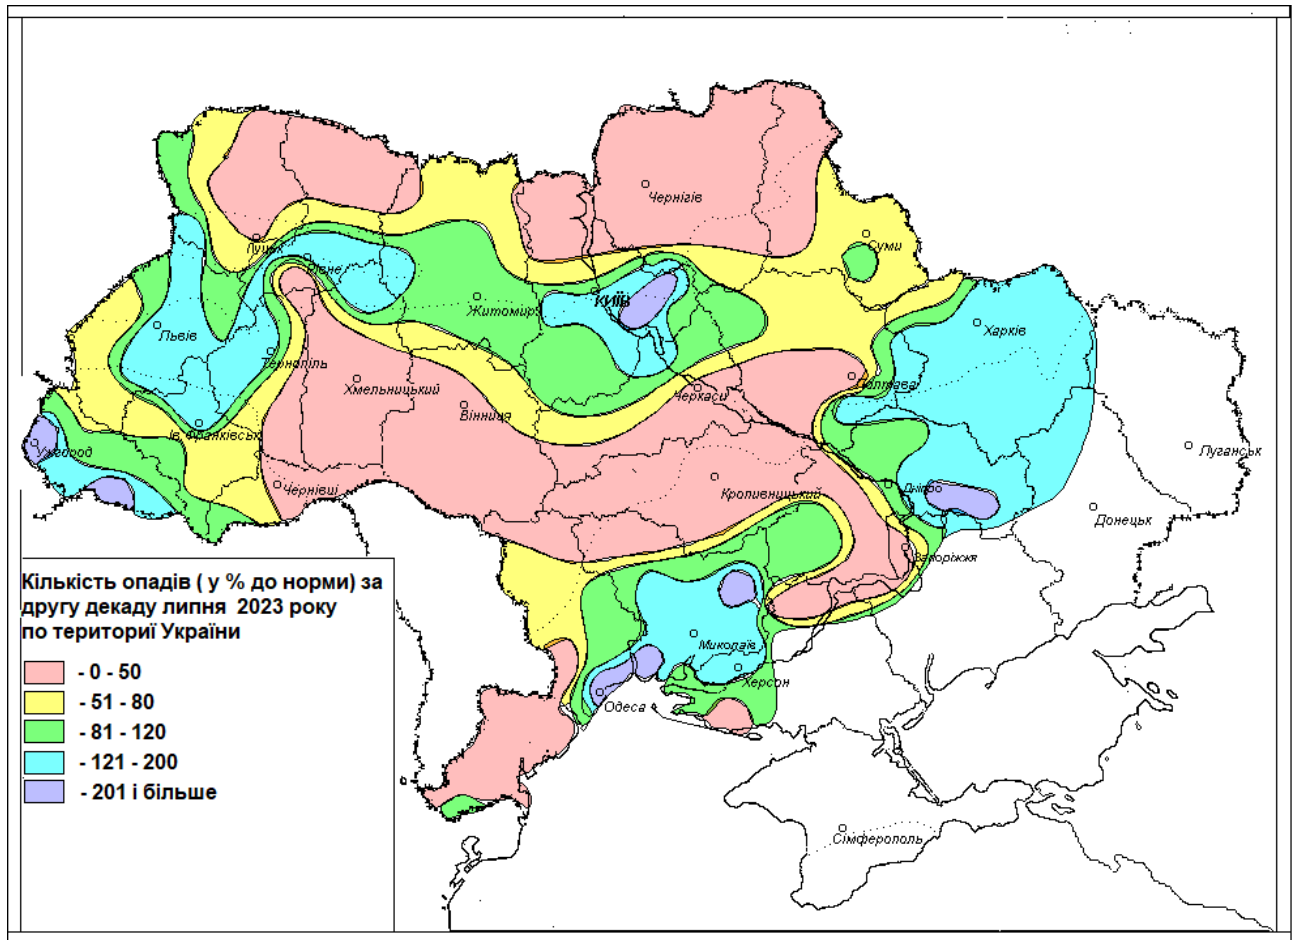 Чернігів
Суми
Луцьк
Рівне
Київ
Житомир
Харків
Львів
Тернопіль
Хмельницький
Полтава
Черкаси
Вінниця
Ів.Франківськ
Ужгород
Луганськ
Чернівці
Кропивницький
Дніпро
Донецьк
Запоріжжя
Кількість опадів ( у % до норми) за
другу декаду липня 2023 року
по території України
- 0 - 50
- 51 - 80
- 81 - 120
- 121 - 200
- 201 і більше
Миколаїв
Херсон
Одеса
Сімферополь